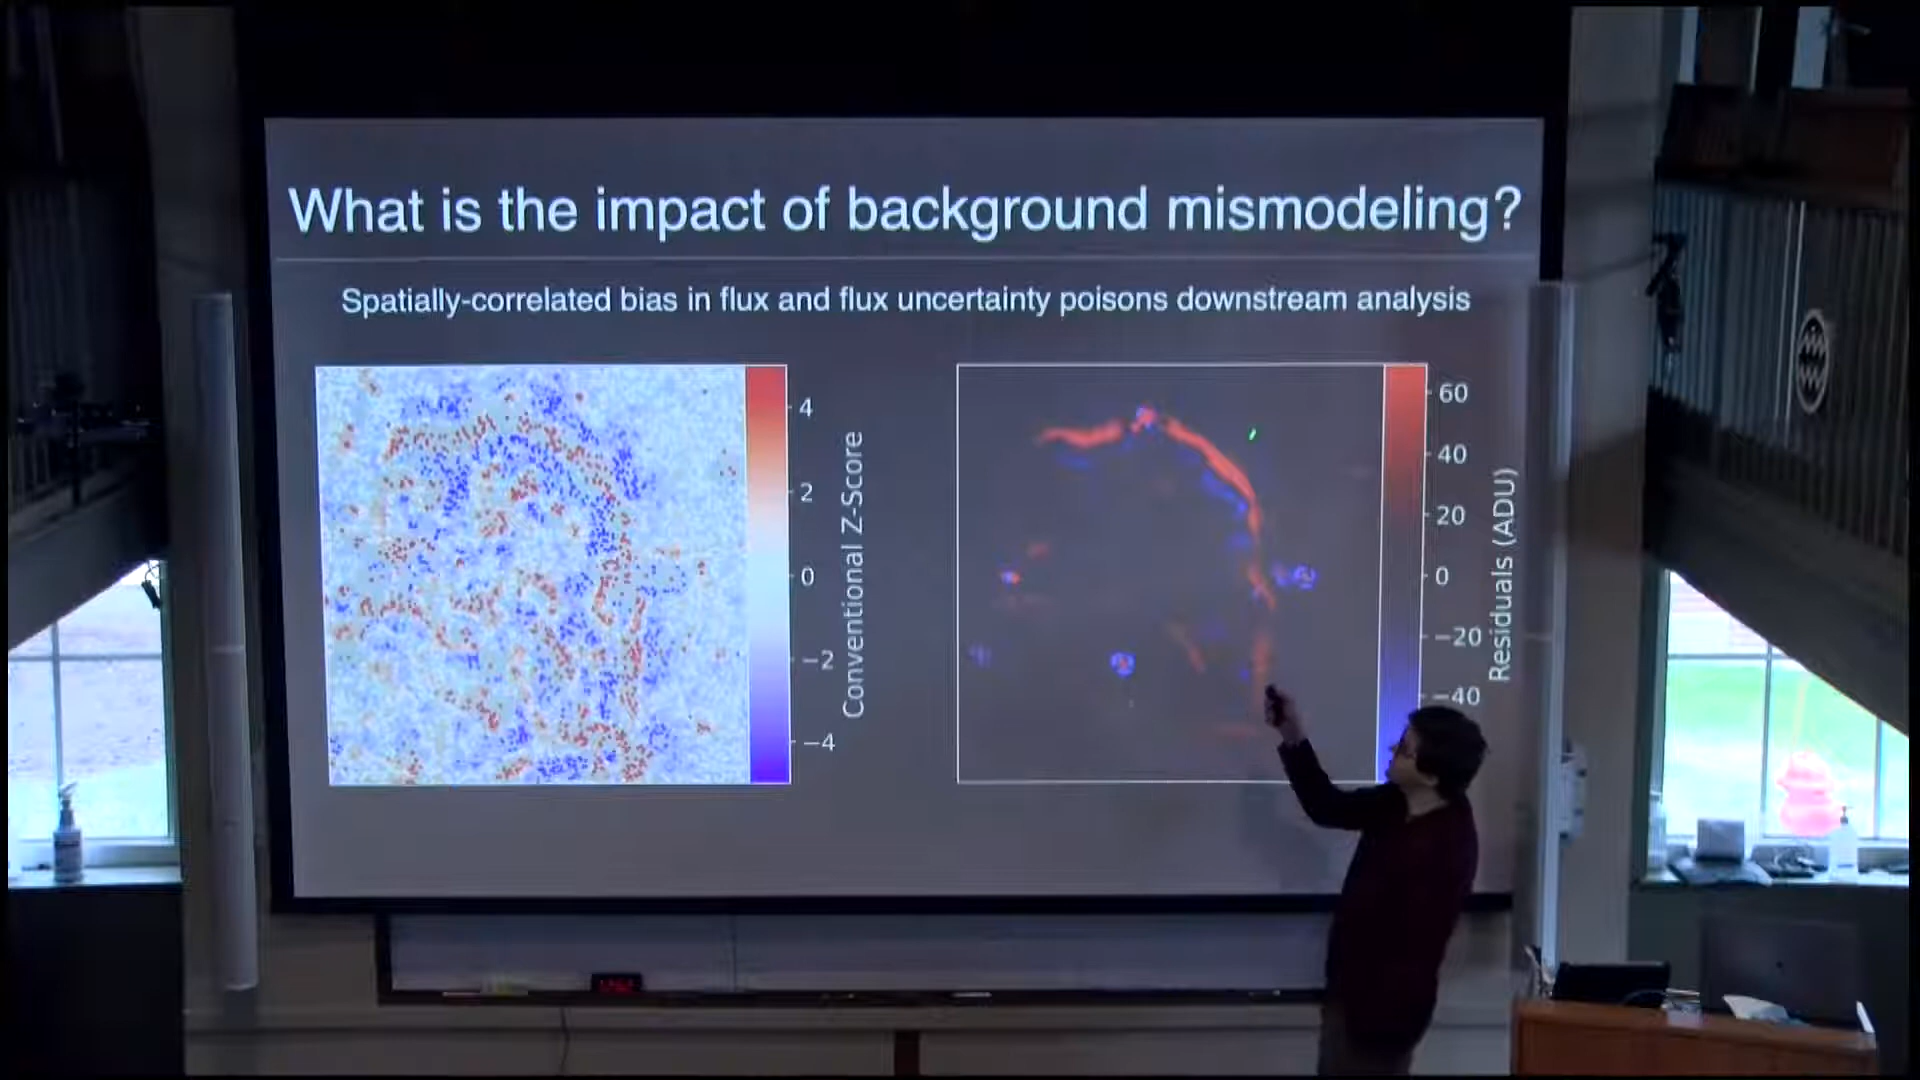 What is the impact of background mismodeling?
Spatially-correlated bias in flux and flux uncertainty poisons downstream analysis
4
2
0
−2
−4
Conventional Z-Score
60
40
20
0
−20
−40
Residuals (ADU)